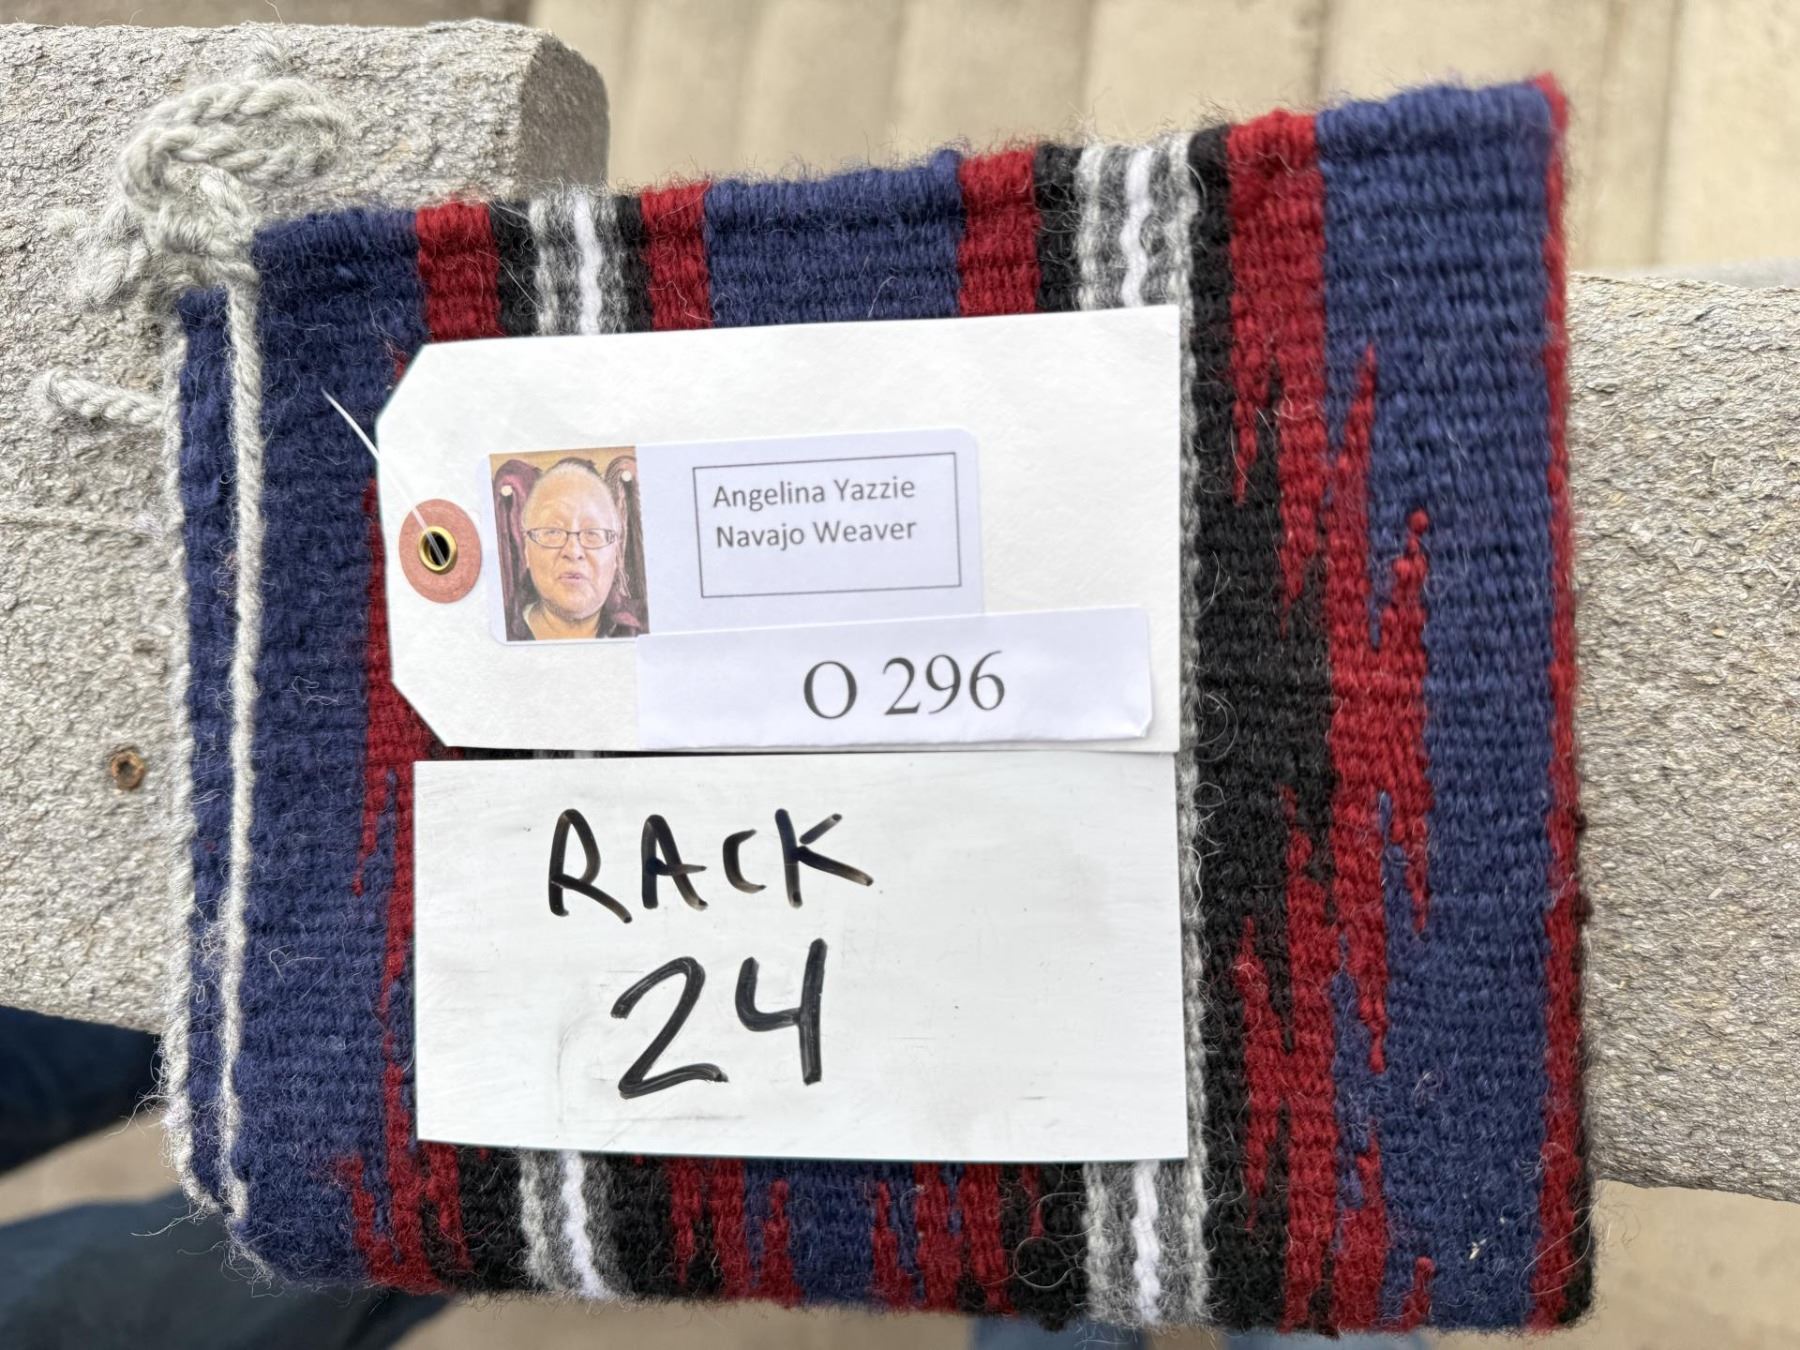 Angelina Yazzie
Navajo Weaver
O 296
RACK
24